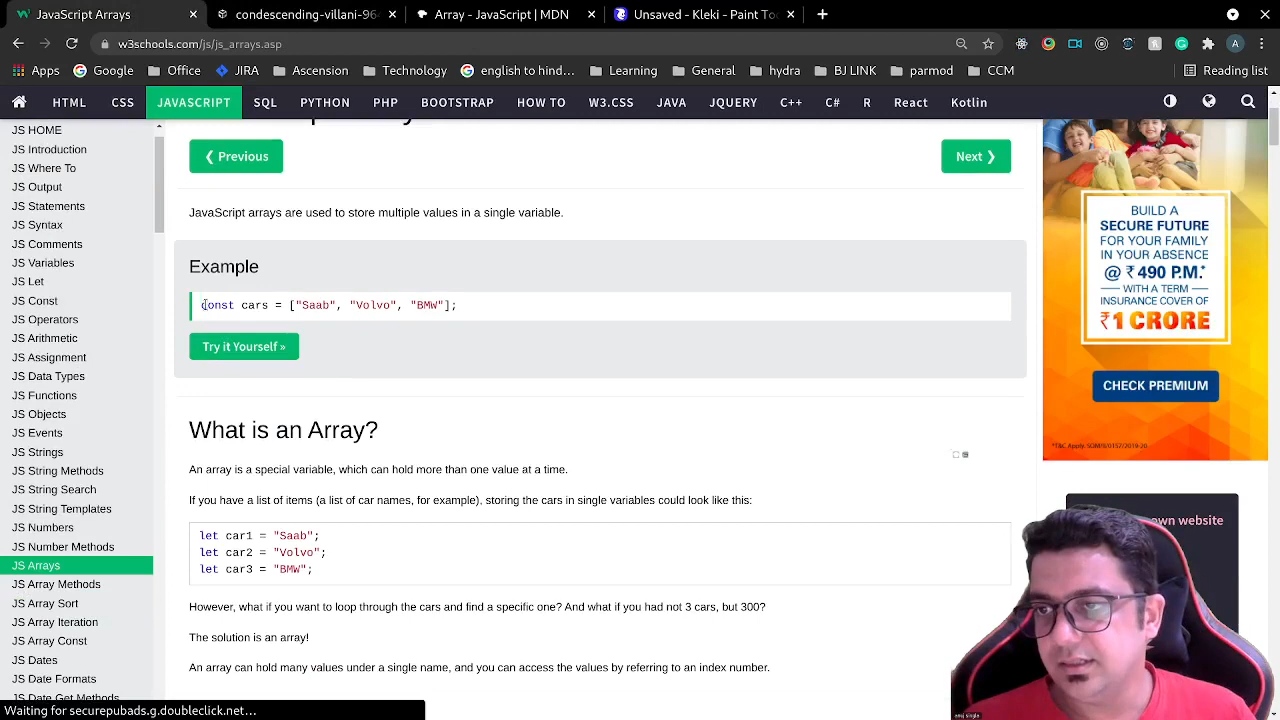 JavaScript Arrays
condescending-villani-964
Array - JavaScript | MDN
Unsaved - Kleki - Paint Too
w3schools.com/js/js_arrays.asp
A
Apps
Google
Office
JIRA
Ascension
Technology
english to hind...
Learning
General
hydra
BJ LINK
parmod
CCM
Reading list
HTML
CSS
JAVASCRIPT
SQL
PYTHON
PHP
BOOTSTRAP
HOW TO
W3.CSS
JAVA
JQUERY
C++
C#
R
React
Kotlin
JS HOME
JS Introduction
JS Where To
JS Output
JS Statements
JS Syntax
JS Comments
JS Variables
JS Let
JS Const
JS Operators
JS Arithmetic
JS Assignment
JS Data Types
JS Functions
JS Objects
JS Events
JS Strings
JS String Methods
JS String Search
JS String Templates
JS Numbers
JS Number Methods
JS Arrays
JS Array Methods
JS Array Sort
JS Array Iteration
JS Array Const
JS Dates
JS Date Formats
JS Date Get Methods
❮ Previous
Next ❯
JavaScript arrays are used to store multiple values in a single variable.
Example
const cars = ["Saab", "Volvo", "BMW"];
Try it Yourself »
What is an Array?
An array is a special variable, which can hold more than one value at a time.
If you have a list of items (a list of car names, for example), storing the cars in single variables could look like this:
let car1 = "Saab";
let car2 = "Volvo";
let car3 = "BMW";
However, what if you want to loop through the cars and find a specific one? And what if you had not 3 cars, but 300?
The solution is an array!
An array can hold many values under a single name, and you can access the values by referring to an index number.
BUILD A
SECURE FUTURE
FOR YOUR FAMILY
IN YOUR ABSENCE
@ ₹ 490 P.M.*
WITH A TERM
INSURANCE COVER OF
₹1 CRORE
CHECK PREMIUM
*T&C Apply.
own website
anuj singla
Waiting for securepubads.g.doubleclick.net...